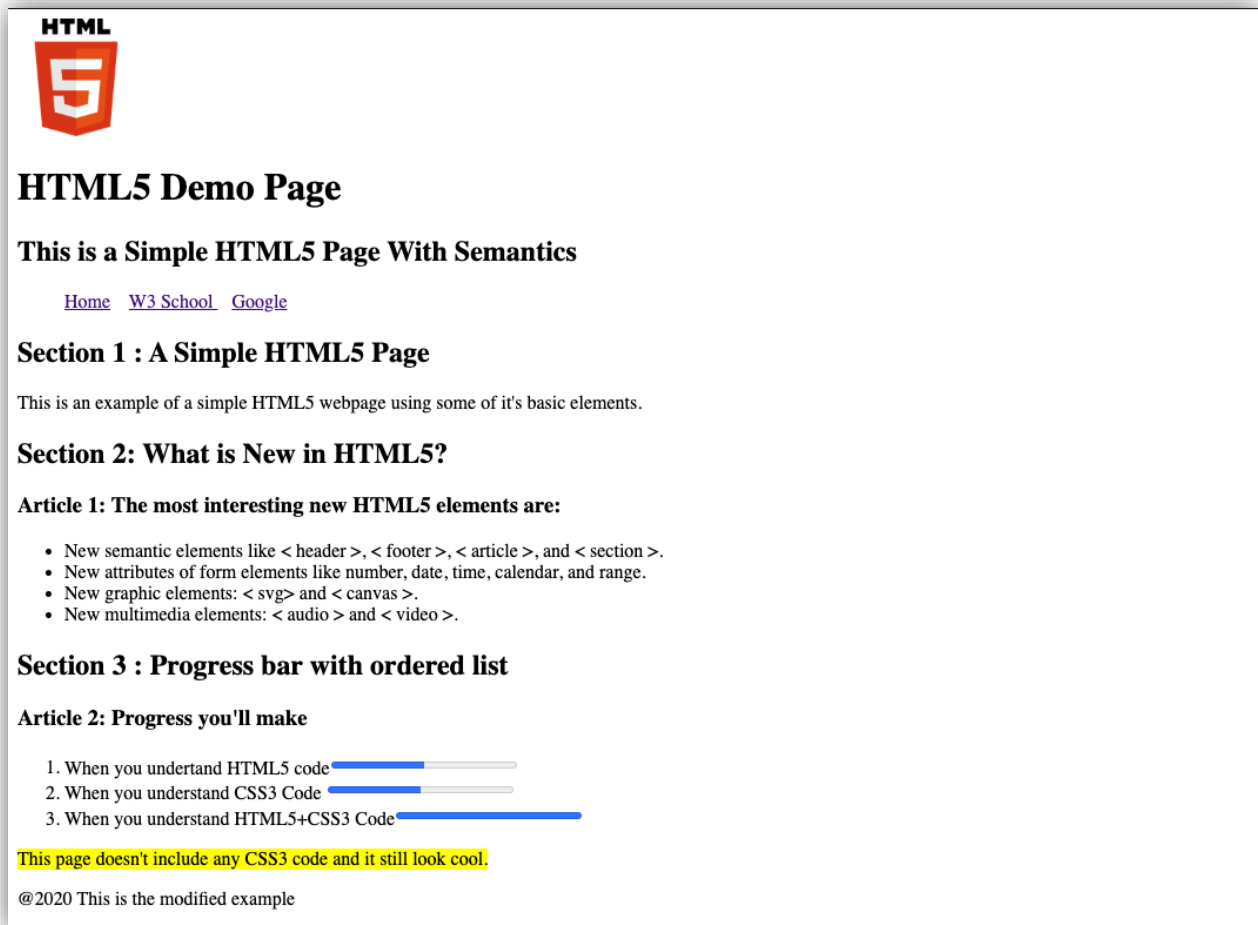 HTML
5
HTML5 Demo Page
This is a Simple HTML5 Page With Semantics
Home W3 School Google
Section 1 : A Simple HTML5 Page
This is an example of a simple HTML5 webpage using some of it's basic elements.
Section 2: What is New in HTML5?
Article 1: The most interesting new HTML5 elements are:
• New semantic elements like < header >, < footer >, < article >, and < section >.
• New attributes of form elements like number, date, time, calendar, and range.
• New graphic elements: < svg> and < canvas >.
• New multimedia elements: < audio > and < video >.
Section 3 : Progress bar with ordered list
Article 2: Progress you'll make
1. When you undertand HTML5 code
2. When you understand CSS3 Code
3. When you understand HTML5+CSS3 Code
This page doesn't include any CSS3 code and it still look cool.
@2020 This is the modified example